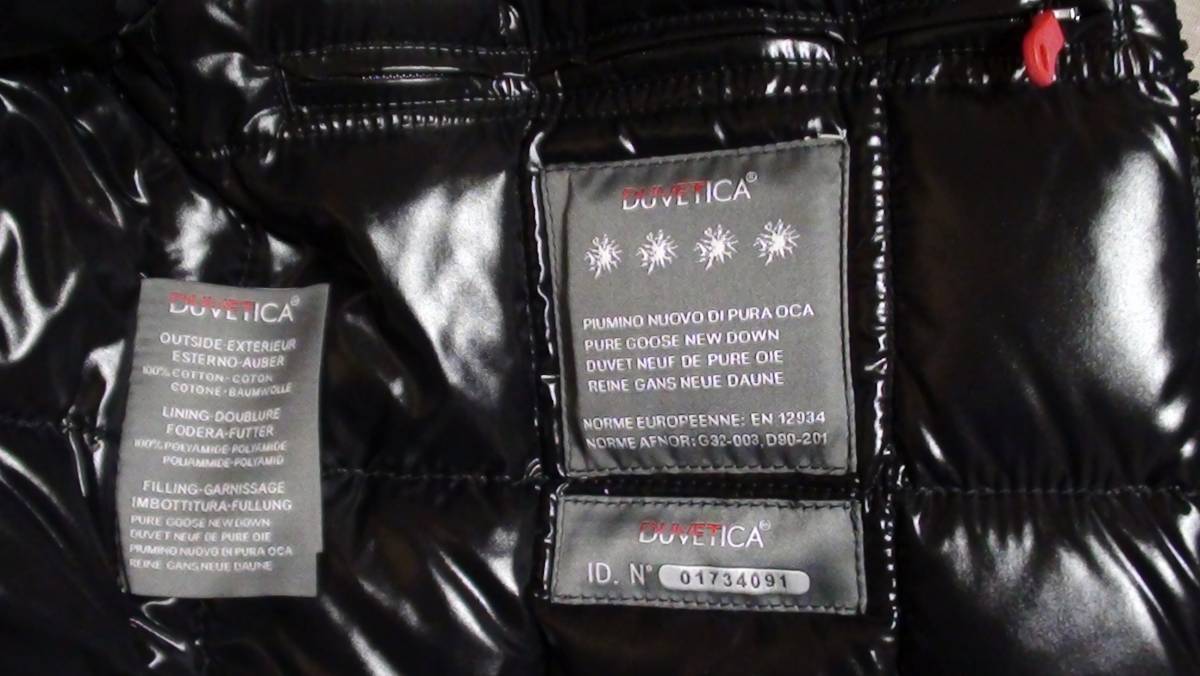 DUVETICA®
OUTSIDE-EXTERIEUR
ESTERNO-AUBER
100% COTTON-COTON
COTONE-BAUMWOLLE
LINING-DOUBLURE
FODERA-FUTTER
100% POLYAMIDE-POLYAMIDE
POLIAMMIDE-POLYAMID
FILLING-GARNISSAGE
IMBOTTITURA-FULLUNG
PURE GOOSE NEW DOWN
DUVET NEUF DE PURE OIE
PIUMINO NUOVO DI PURA OCA
REINE GANS NEUE DAUNE
DUVETICA®
PIUMINO NUOVO DI PURA OCA
PURE GOOSE NEW DOWN
DUVET NEUF DE PURE OIE
REINE GANS NEUE DAUNE
NORME EUROPEENNE: EN 12934
NORME AFNOR: G32-003, D90-201
DUVETICA®
ID. N° 01734091